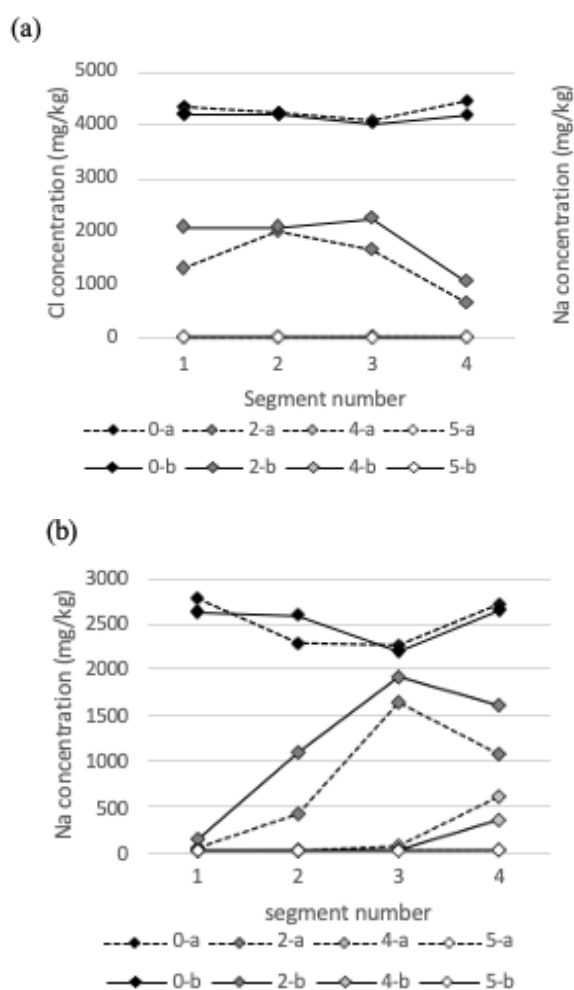 (a)
Cl concentration (mg/kg)
5000
4000
3000
2000
1000
0
1 2 3 4
Segment number
0-a 2-a 4-a 5-a
0-b 2-b 4-b 5-b
Na concentration (mg/kg)
(b)
Na concentration (mg/kg)
3000
2500
2000
1500
1000
500
0
1 2 3 4
segment number
0-a 2-a 4-a 5-a
0-b 2-b 4-b 5-b